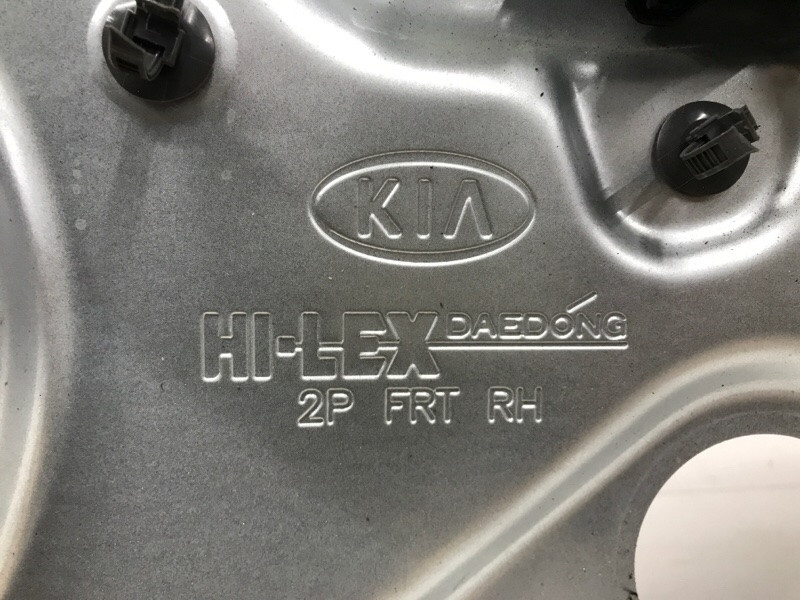 KIA
HI-LEX DAEDONG
2P FRT RH